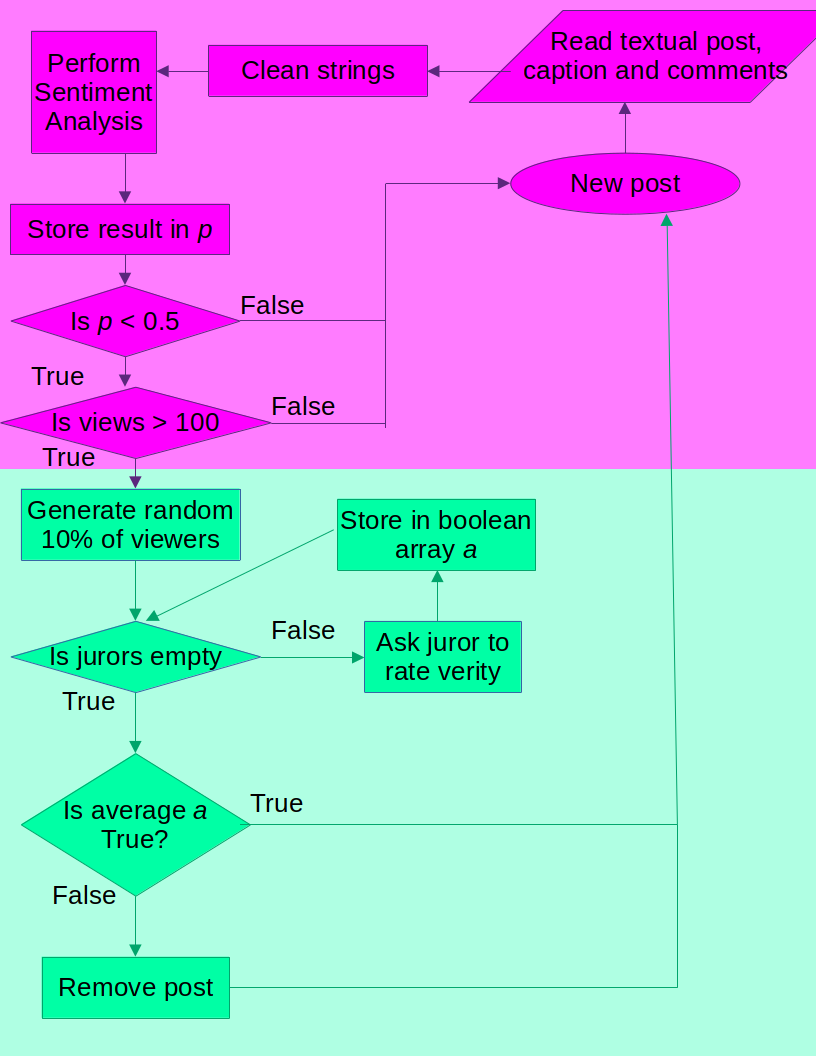 Read textual post,
caption and comments
Clean strings
Perform
Sentiment
Analysis
New post
Store result in p
Is p < 0.5
False
True
Is views > 100
False
True
Generate random
10% of viewers
Store in boolean
array a
Is jurors empty
False
Ask juror to
rate verity
True
Is average a
True?
True
False
Remove post